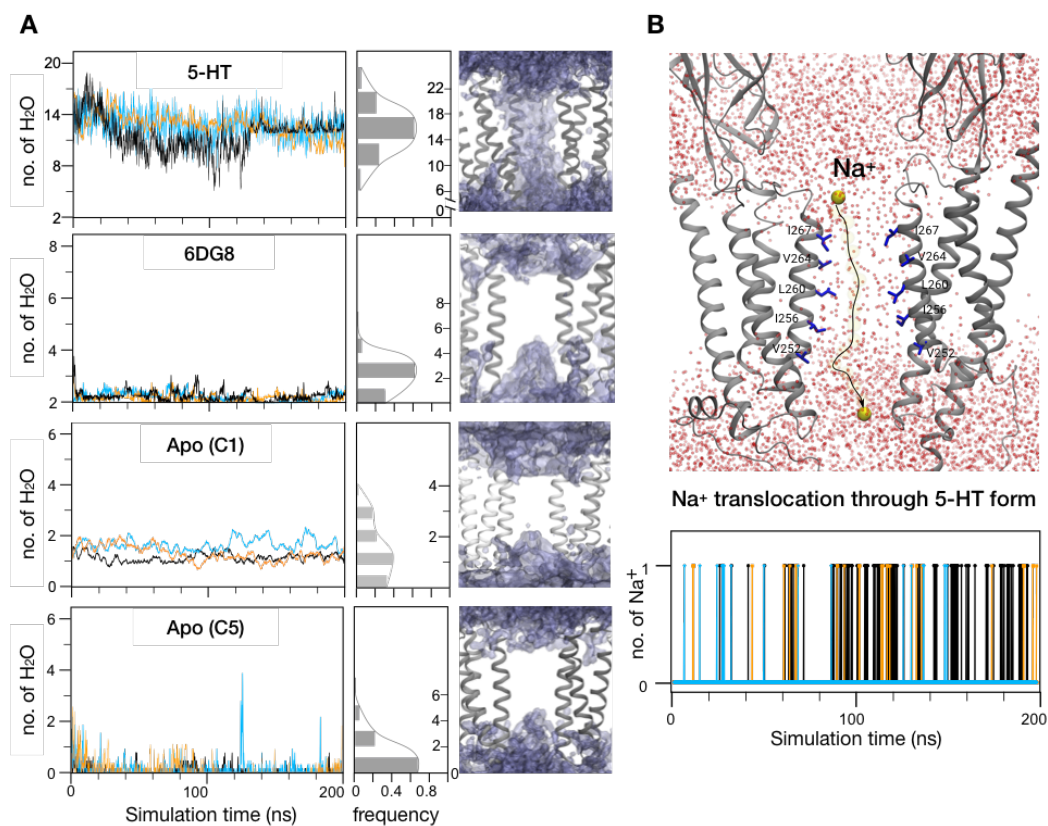 A
B
5-HT
no. of H2O
20
14
8
2
22
18
14
10
6
0
6DG8
no. of H2O
8
6
4
2
8
6
4
2
Apo (C1)
no. of H2O
6
4
2
0
4
2
Apo (C5)
no. of H2O
6
4
2
0
6
4
2
0
0
100
200
0
0.4
0.8
Simulation time (ns)
frequency
Na+
I267
I267
V264
V264
L260
L260
I256
I256
V252
V252
Na+ translocation through 5-HT form
no. of Na+
1
0
0
100
200
Simulation time (ns)